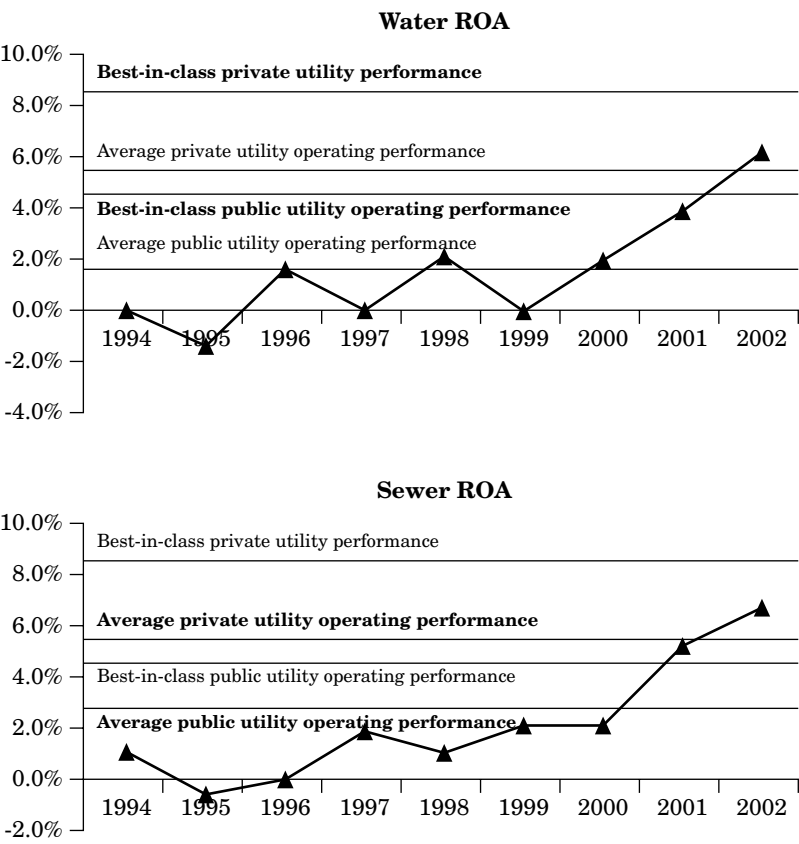 Water ROA
10.0%
Best-in-class private utility performance
8.0%
Average private utility operating performance
6.0%
4.0%
Best-in-class public utility operating performance
Average public utility operating performance
2.0%
0.0%
1994 1995 1996 1997 1998 1999 2000 2001 2002
-2.0%
-4.0%
Sewer ROA
10.0%
Best-in-class private utility performance
8.0%
Average private utility operating performance
6.0%
4.0%
Best-in-class public utility operating performance
Average public utility operating performance
2.0%
0.0%
1994 1995 1996 1997 1998 1999 2000 2001 2002
-2.0%